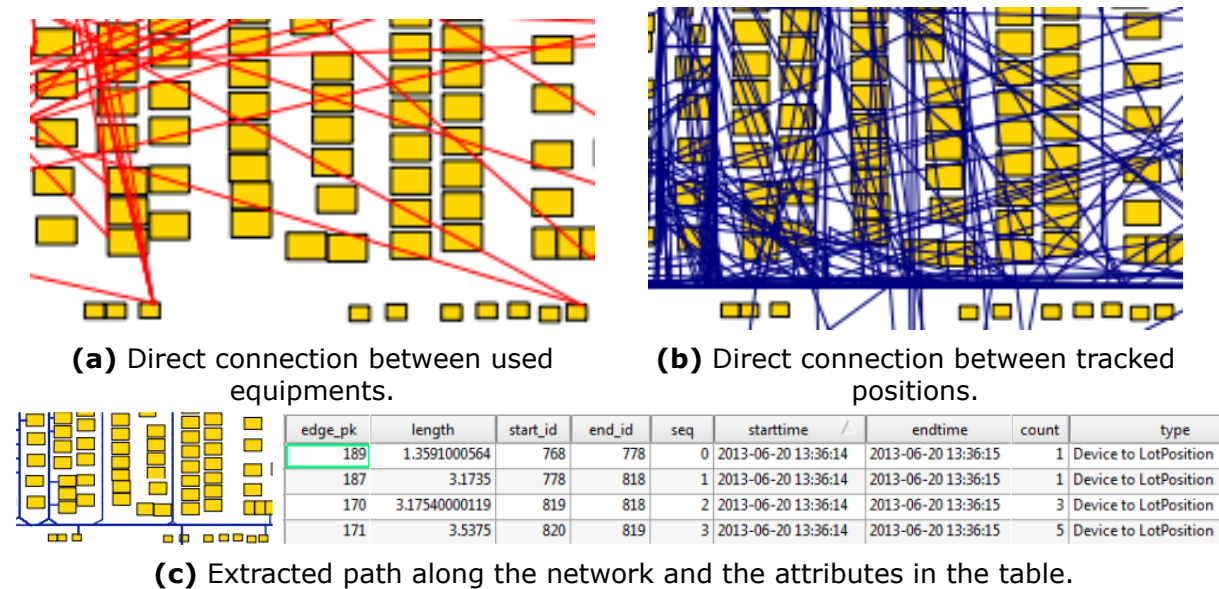 (a) Direct connection between used
equipments.
(b) Direct connection between tracked
positions.
edge_pk length start_id end_id seq starttime endtime count type
189 1.3591000564 768 778 0 2013-06-20 13:36:14 2013-06-20 13:36:15 1 Device to LotPosition
187 3.1735 778 818 1 2013-06-20 13:36:14 2013-06-20 13:36:15 1 Device to LotPosition
170 3.17540000119 819 818 2 2013-06-20 13:36:14 2013-06-20 13:36:15 3 Device to LotPosition
171 3.5375 820 819 3 2013-06-20 13:36:14 2013-06-20 13:36:15 5 Device to LotPosition
(c) Extracted path along the network and the attributes in the table.